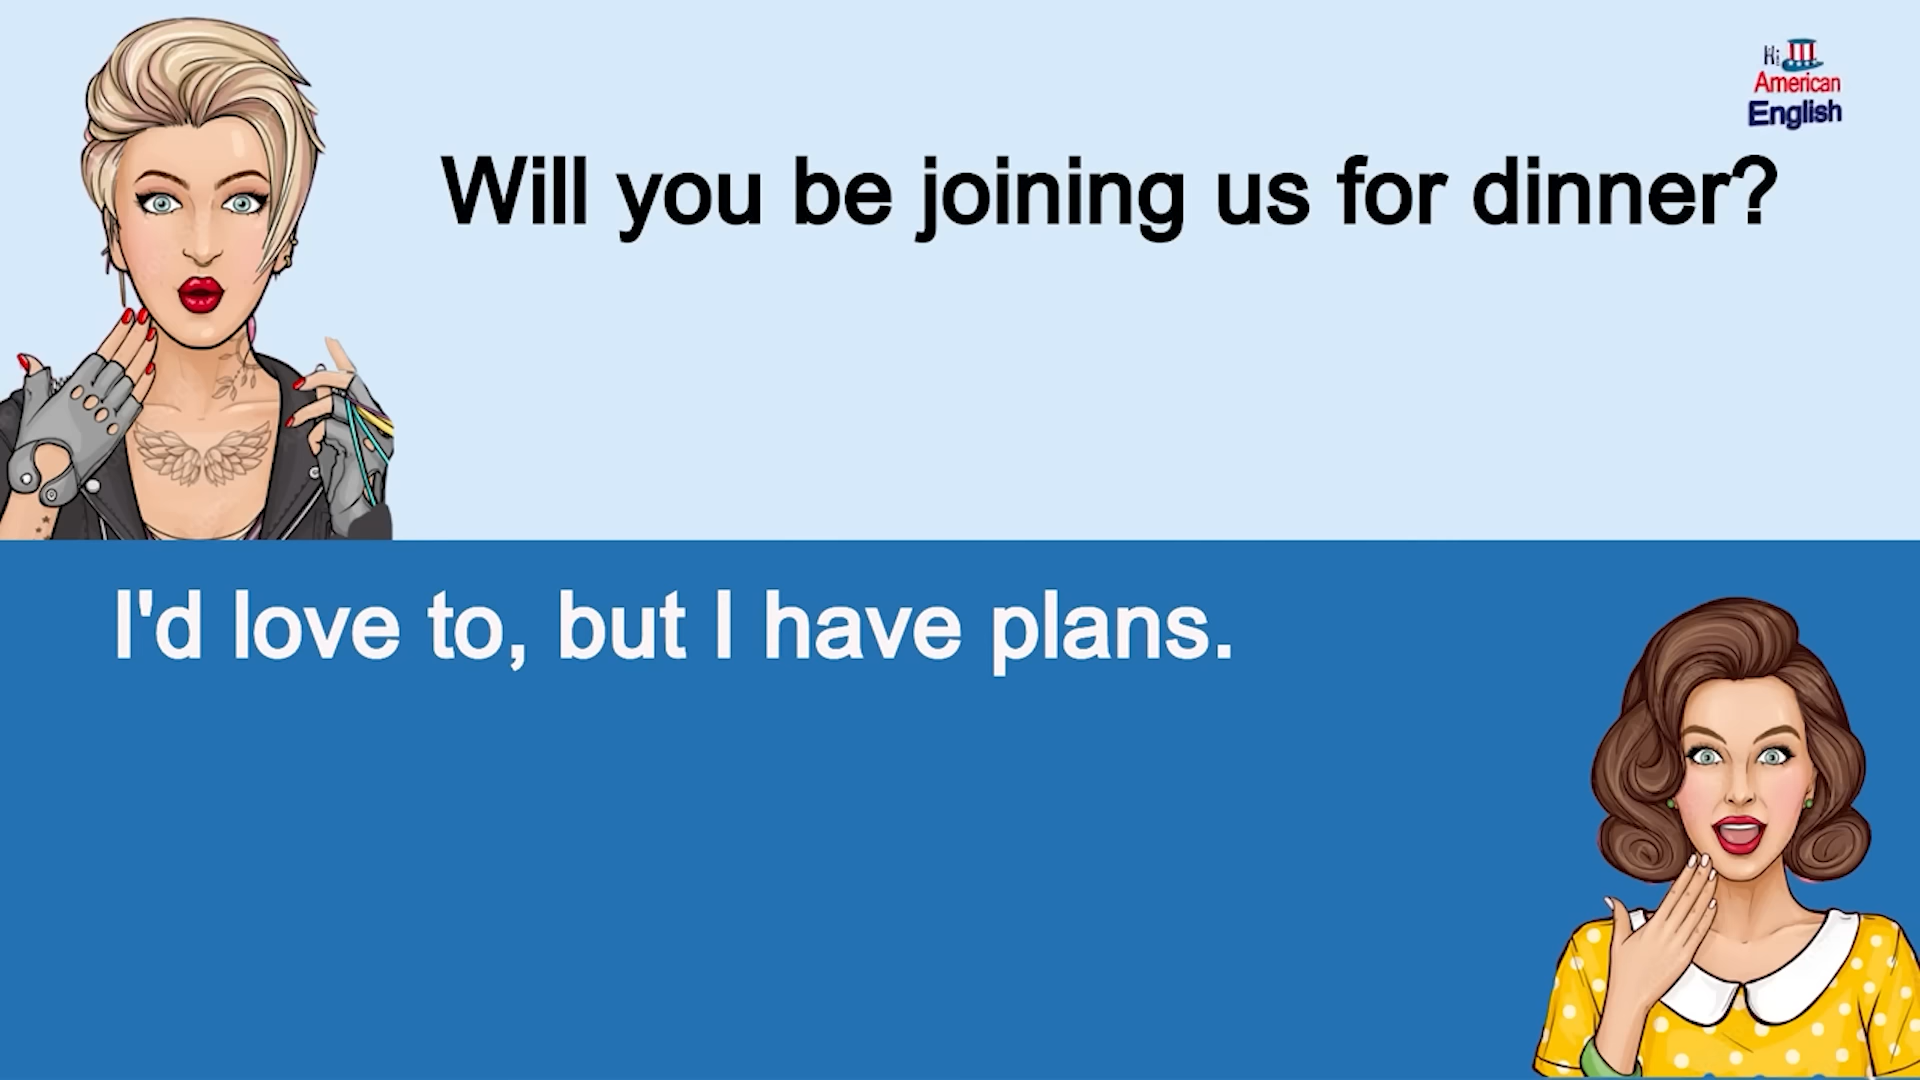 Hi
American
English
Will you be joining us for dinner?
I'd love to, but I have plans.